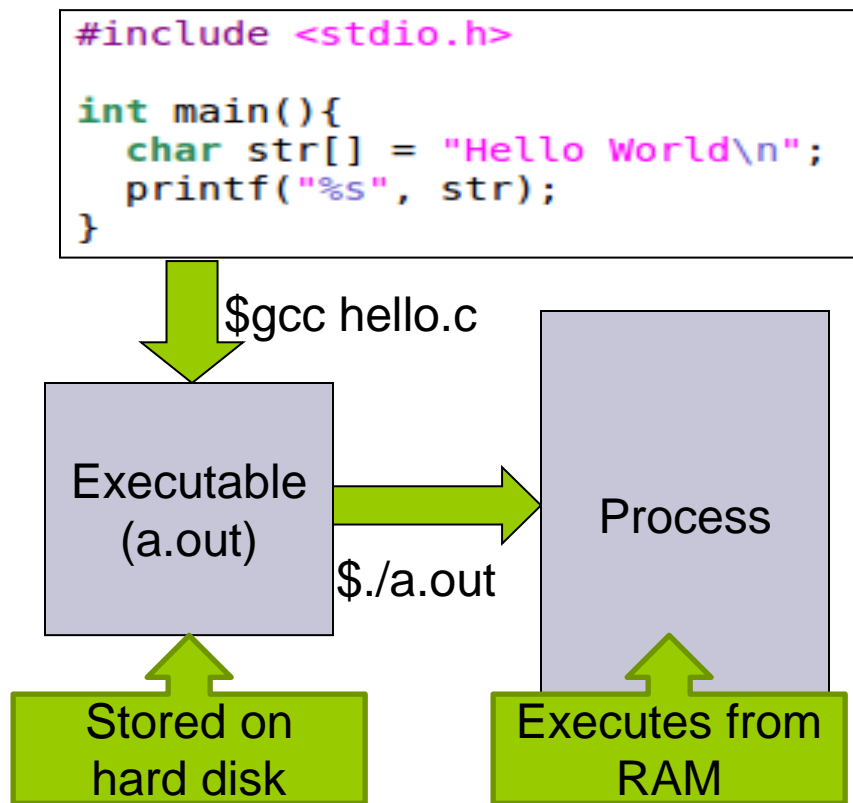 #include <stdio.h>
int main(){
char str[] = "Hello World\n";
printf("%s", str);
}
$gcc hello.c
Executable
(a.out)
$./a.out
Process
Stored on
hard disk
Executes from
RAM